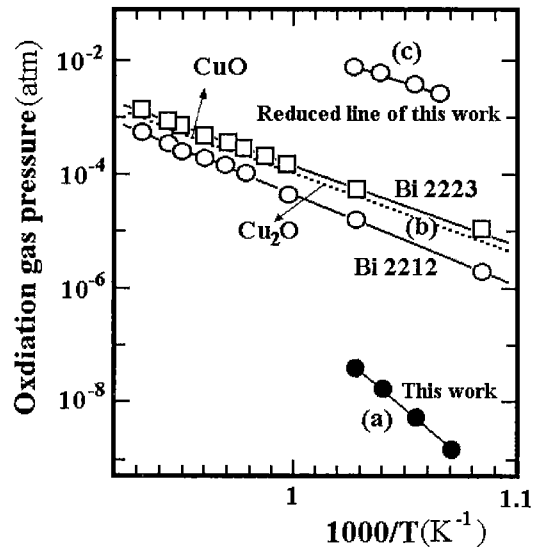 Oxdiation gas pressure(atm)
10⁻²
10⁻⁴
10⁻⁶
10⁻⁸
(c)
CuO
Reduced line of this work
Bi 2223
(b)
Cu₂O
Bi 2212
This work
(a)
1
1.1
1000/T(K⁻¹)